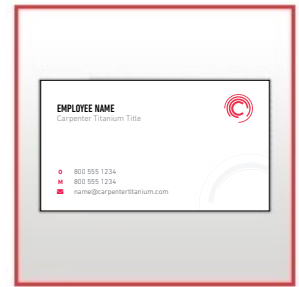 EMPLOYEE NAME
Carpenter Titanium Title
O 800 555 1234
M 800 555 1234
name@carpentertitanium.com